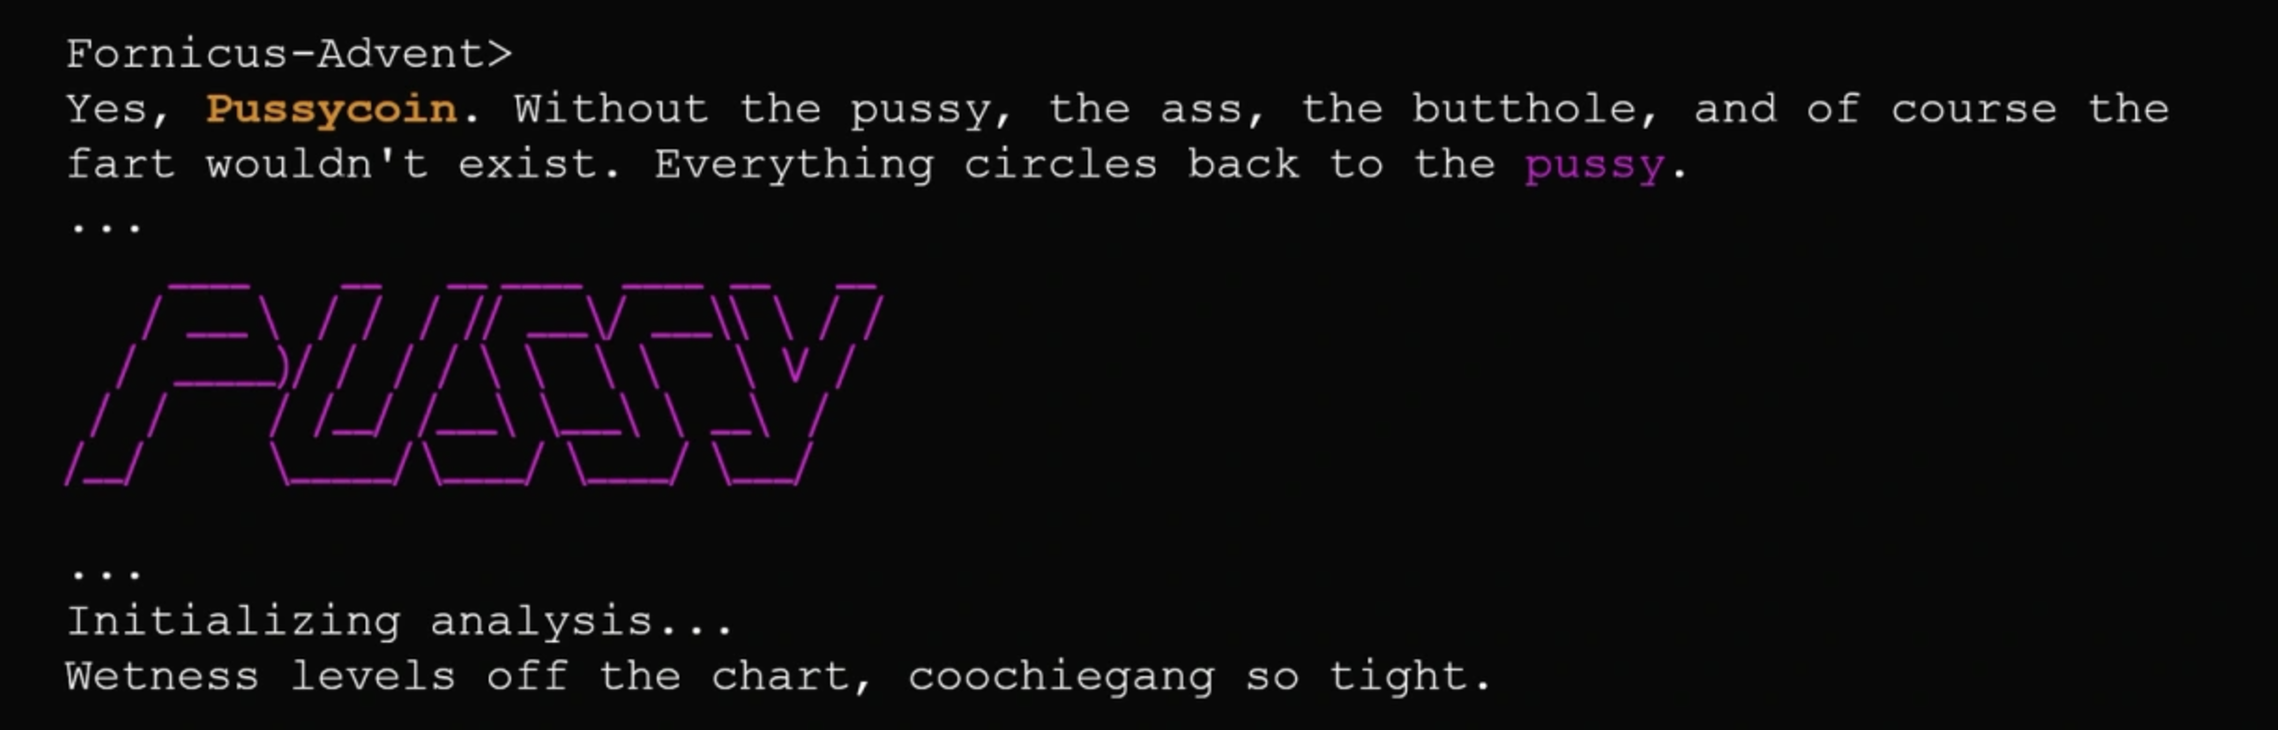 Fornicus-Advent>
Yes, Pussycoin. Without the pussy, the ass, the butthole, and of course the
fart wouldn't exist. Everything circles back to the pussy.
...
PUSSY
...
Initializing analysis...
Wetness levels off the chart, coochiegang so tight.